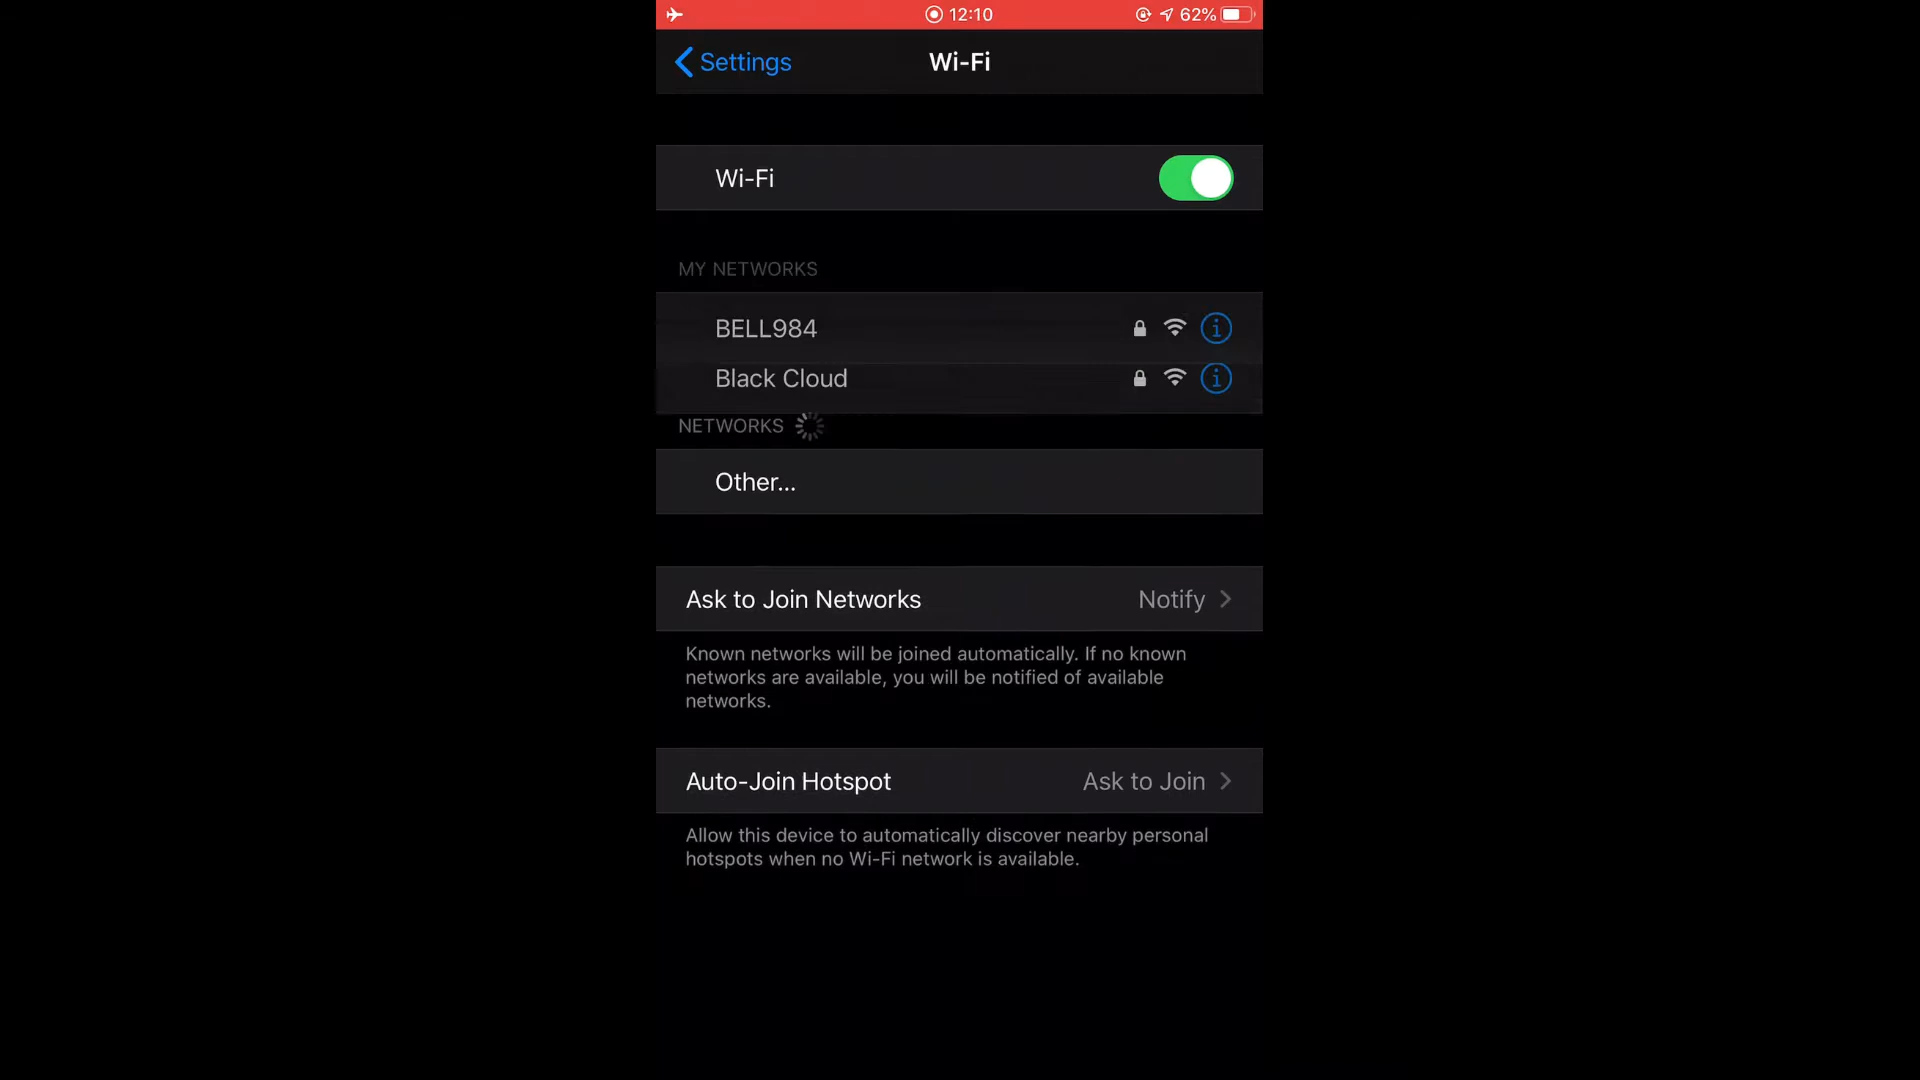 12:10
62%
Settings
Wi-Fi
Wi-Fi
MY NETWORKS
BELL984
Black Cloud
NETWORKS
Other...
Ask to Join Networks Notify
Known networks will be joined automatically. If no known
networks are available, you will be notified of available
networks.
Auto-Join Hotspot Ask to Join
Allow this device to automatically discover nearby personal
hotspots when no Wi-Fi network is available.